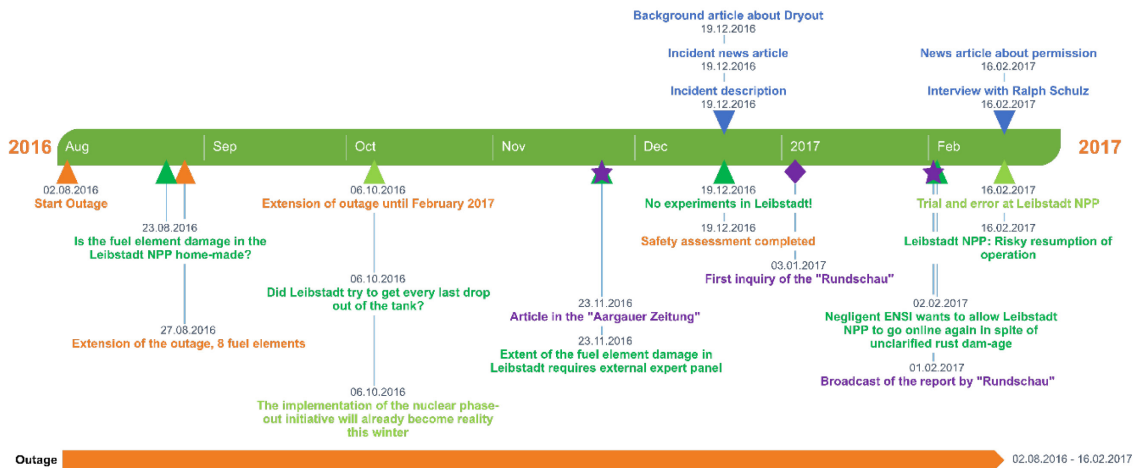 Background article about Dryout
19.12.2016
Incident news article
19.12.2016
Incident description
19.12.2016
News article about permission
16.02.2017
Interview with Ralph Schulz
16.02.2017
2016
Aug
Sep
Oct
Nov
Dec
2017
Feb
2017
02.08.2016
Start Outage
23.08.2016
Is the fuel element damage in the
Leibstadt NPP home-made?
27.08.2016
Extension of the outage, 8 fuel elements
06.10.2016
Extension of outage until February 2017
06.10.2016
Did Leibstadt try to get every last drop
out of the tank?
06.10.2016
The implementation of the nuclear phase-
out initiative will already become reality
this winter
23.11.2016
Article in the "Aargauer Zeitung"
23.11.2016
Extent of the fuel element damage in
Leibstadt requires external expert panel
19.12.2016
No experiments in Leibstadt!
19.12.2016
Safety assessment completed
03.01.2017
First inquiry of the "Rundschau"
16.02.2017
Trial and error at Leibstadt NPP
16.02.2017
Leibstadt NPP: Risky resumption of
operation
02.02.2017
Negligent ENSI wants to allow Leibstadt
NPP to go online again in spite of
unclarified rust dam-age
01.02.2017
Broadcast of the report by "Rundschau"
Outage
02.08.2016 - 16.02.2017